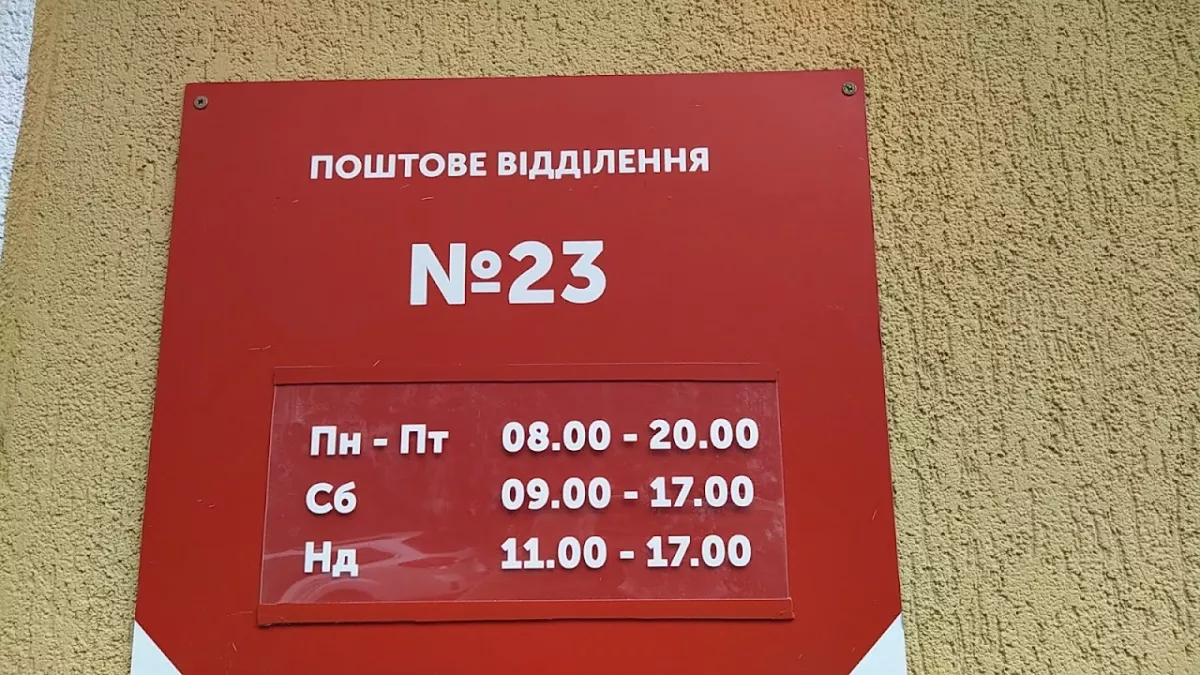 ПОШТОВЕ ВІДДІЛЕННЯ
№23
Пн - Пт 08.00 - 20.00
Сб 09.00 - 17.00
Нд 11.00 - 17.00